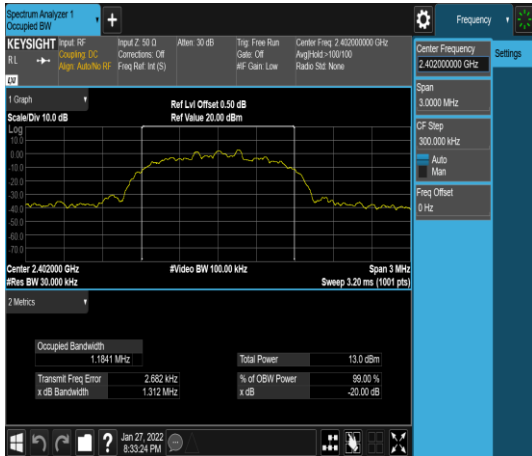 Spectrum Analyzer 1
Occupied BW
+
Frequency
KEYSIGHT
RL
LXI
Input: RF
Coupling: DC
Align: Auto/No RF
Input Z: 50 Ω
Corrections: Off
Freq Ref: Int (S)
Atten: 30 dB
Trig: Free Run
Gate: Off
#IF Gain: Low
Center Freq: 2.402000000 GHz
Avg|Hold:>100/100
Radio Std: None
Center Frequency
2.402000000 GHz
Settings
Span
3.0000 MHz
CF Step
300.000 kHz
Auto
Man
Freq Offset
0 Hz
1 Graph
Scale/Div 10.0 dB
Ref Lvl Offset 0.50 dB
Ref Value 20.00 dBm
Log
10.0
0.00
-10.0
-20.0
-30.0
-40.0
-50.0
-60.0
-70.0
Center 2.402000 GHz
#Video BW 100.00 kHz
Span 3 MHz
#Res BW 30.000 kHz
Sweep 3.20 ms (1001 pts)
2 Metrics
Occupied Bandwidth
1.1841 MHz
Total Power 13.0 dBm
Transmit Freq Error 2.682 kHz
% of OBW Power 99.00 %
x dB Bandwidth 1.312 MHz
x dB -20.00 dB
?
Jan 27, 2022
8:33:24 PM